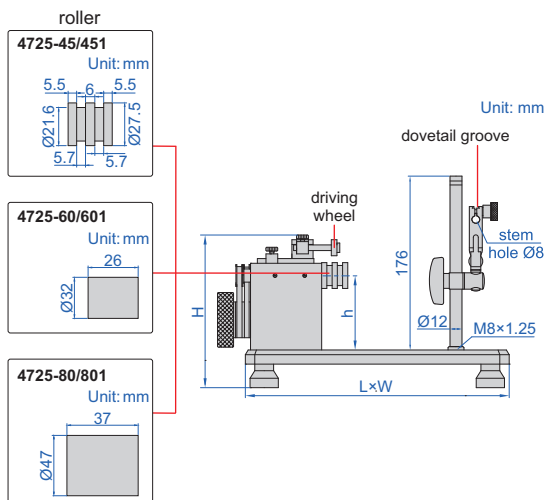 roller
4725-45/451
Unit: mm
5.5 6 5.5
Ø21.6
Ø27.5
5.7
5.7
4725-60/601
Unit: mm
26
Ø32
4725-80/801
Unit: mm
37
Ø47
Unit: mm
dovetail groove
driving
wheel
stem
hole Ø8
176
H
h
Ø12
M8×1.25
L×W